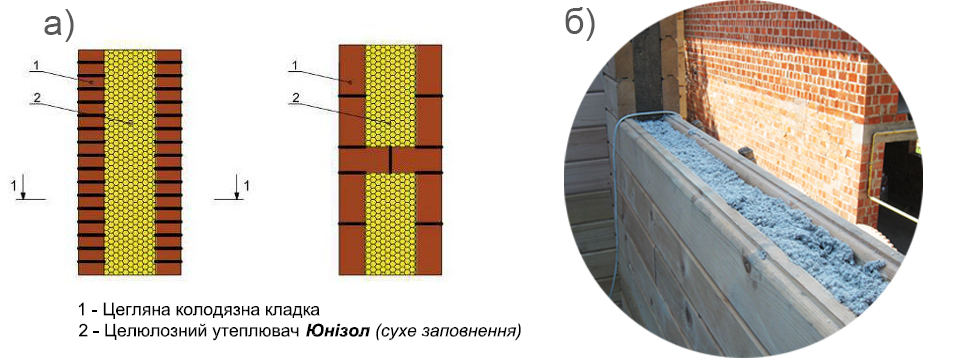 а)
б)
1
2
1
1
1
2
1 - Цегляна колодязна кладка
2 - Целюлозний утеплювач Юнізол (сухе заповнення)